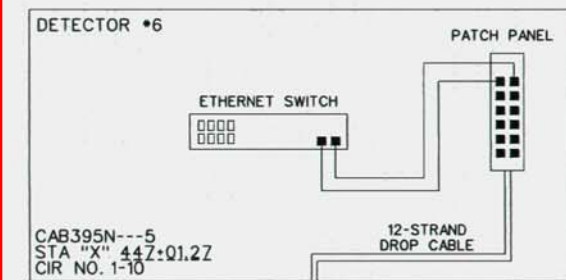 DETECTOR •6
PATCH PANEL
ETHERNET SWITCH
12-STRAND
DROP CABLE
CAB395N---5
STA "X" 447+01.27
CIR NO. 1-10